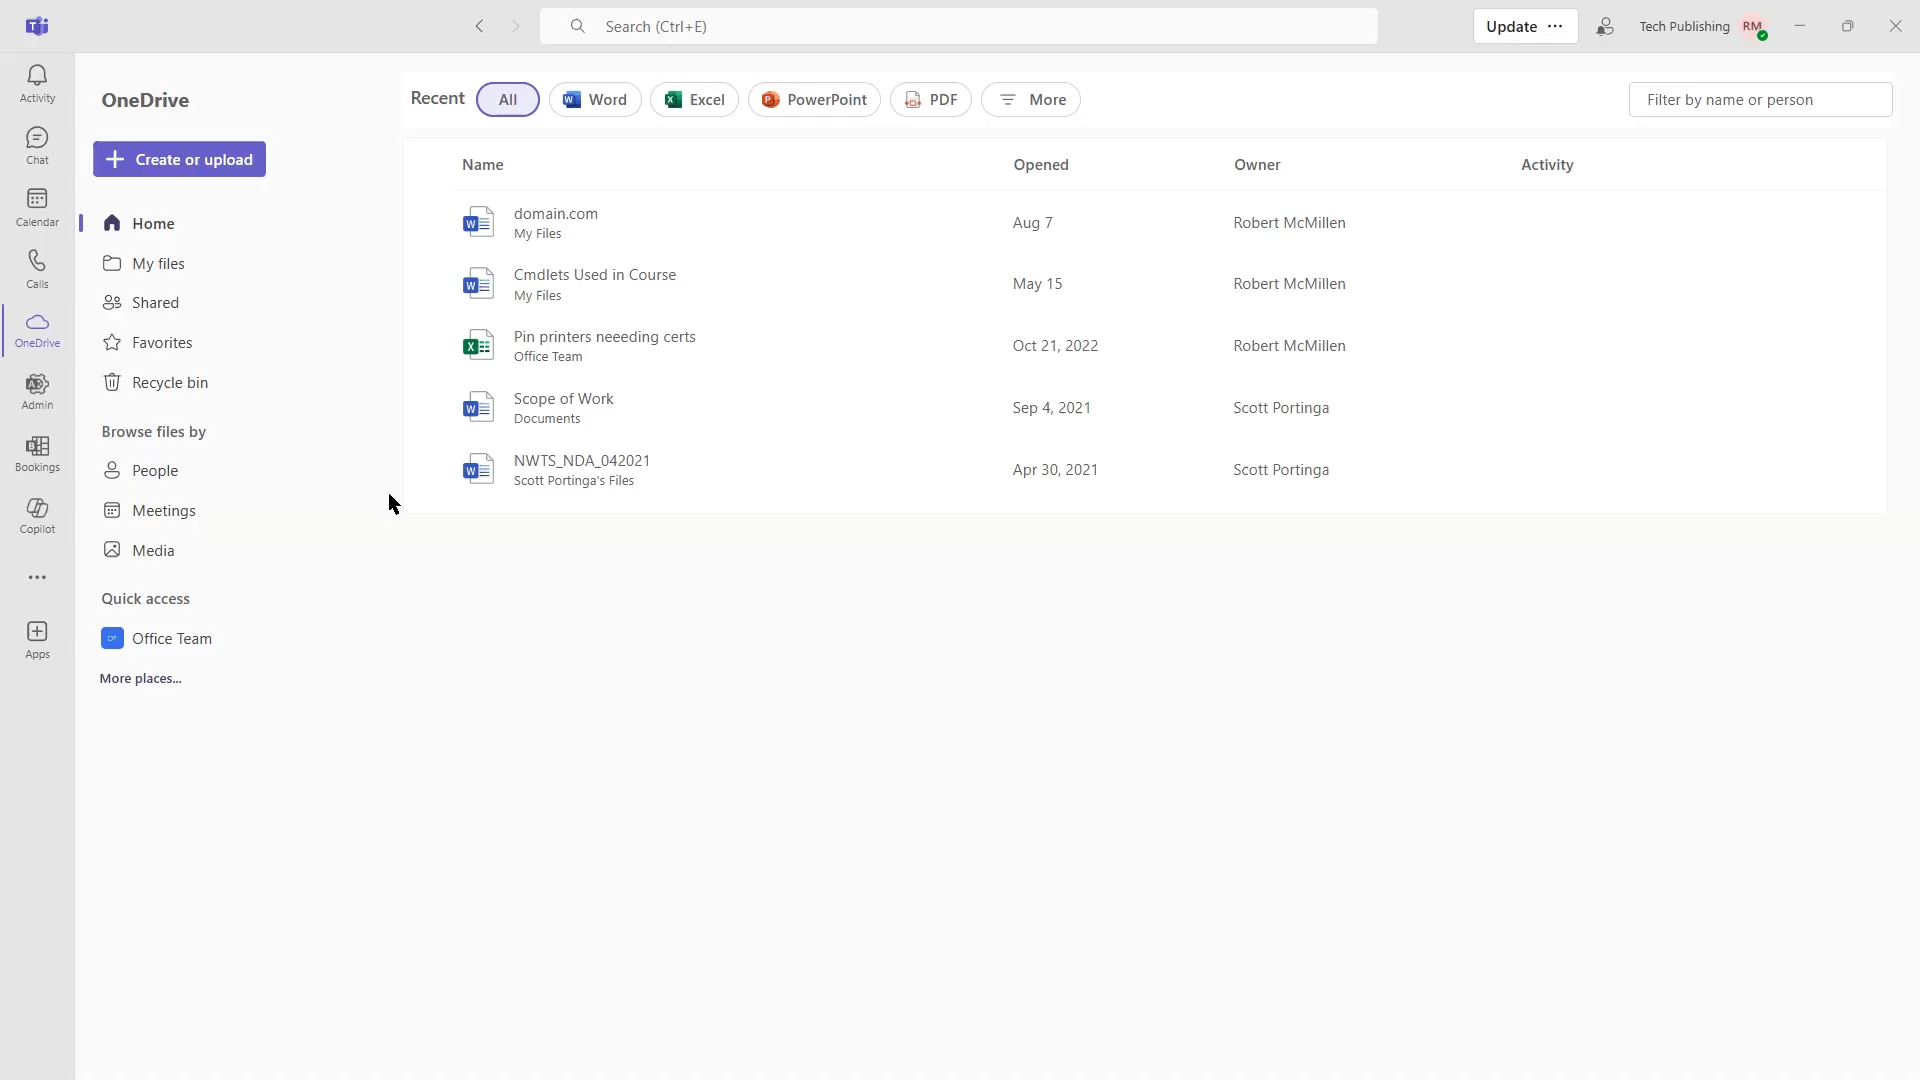 Search (Ctrl+E)
Update
Tech Publishing
RM
Activity
Chat
Calendar
Calls
OneDrive
Admin
Bookings
Copilot
Apps
OneDrive
Create or upload
Home
My files
Shared
Favorites
Recycle bin
Browse files by
People
Meetings
Media
Quick access
Office Team
More places...
Recent All Word Excel PowerPoint PDF More
Filter by name or person
Name Opened Owner Activity
domain.com
My Files
Aug 7 Robert McMillen
Cmdlets Used in Course
My Files
May 15 Robert McMillen
Pin printers neeeding certs
Office Team
Oct 21, 2022 Robert McMillen
Scope of Work
Documents
Sep 4, 2021 Scott Portinga
NWTS_NDA_042021
Scott Portinga's Files
Apr 30, 2021 Scott Portinga